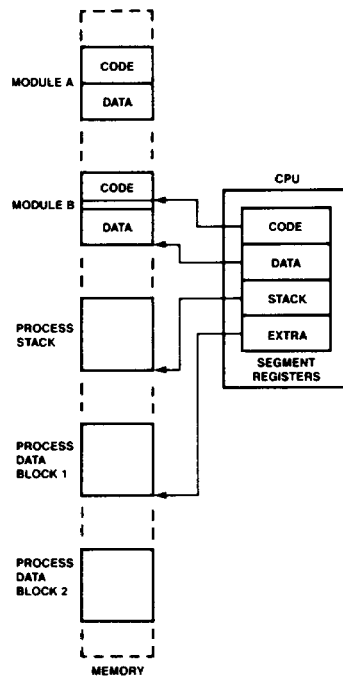 MODULE A
CODE
DATA
MODULE B
CODE
DATA
PROCESS
STACK
PROCESS
DATA
BLOCK 1
PROCESS
DATA
BLOCK 2
MEMORY
CPU
CODE
DATA
STACK
EXTRA
SEGMENT
REGISTERS